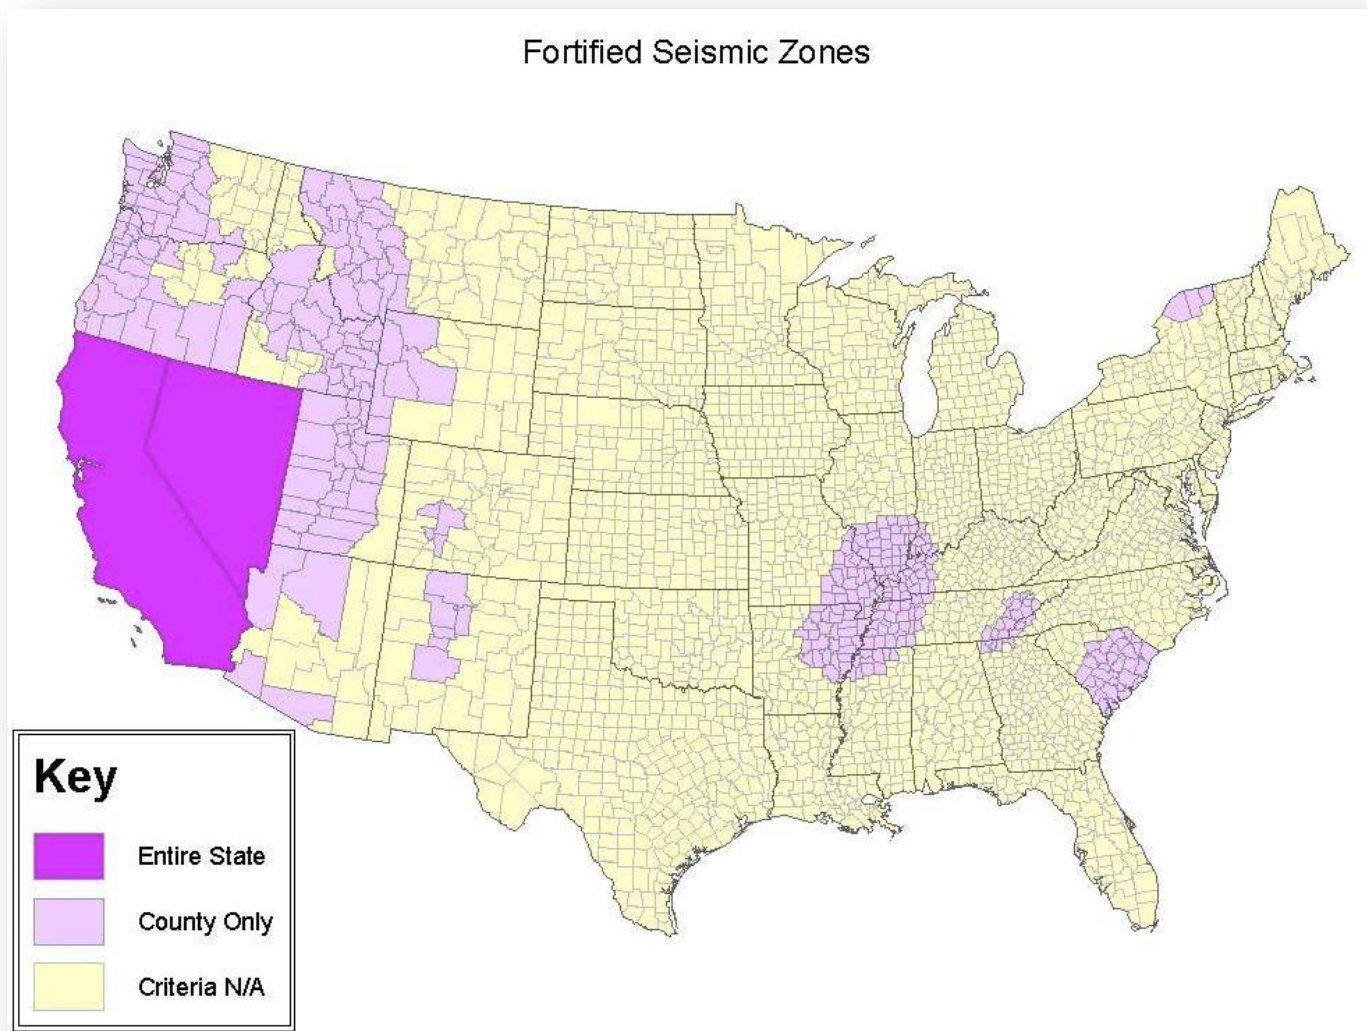 Fortified Seismic Zones
Key
Entire State
County Only
Criteria N/A